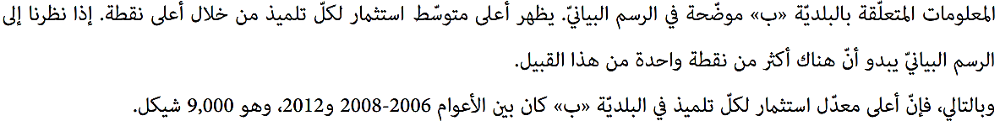 المعلومات المتعلّقة بالبلديّة «ب» موضّحة في الرسم البيانيّ. يظهر أعلى متوسّط استثمار لكلّ تلميذ من خلال أعلى نقطة. إذا نظرنا إلى
الرسم البيانيّ يبدو أنّ هناك أكثر من نقطة واحدة من هذا القبيل.
وبالتالي، فإنّ أعلى معدّل استثمار لكلّ تلميذ في البلديّة «ب» كان بين الأعوام 2006-2008 و2012، وهو 9,000 شيكل.